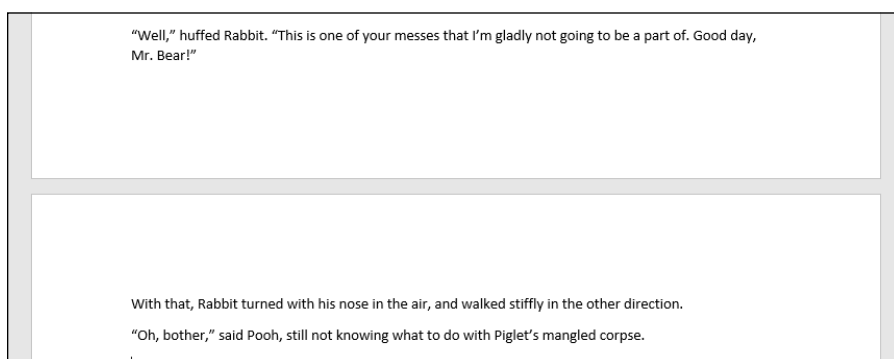 “Well,” huffed Rabbit. “This is one of your messes that I’m gladly not going to be a part of. Good day,
Mr. Bear!”
With that, Rabbit turned with his nose in the air, and walked stiffly in the other direction.
“Oh, bother,” said Pooh, still not knowing what to do with Piglet’s mangled corpse.